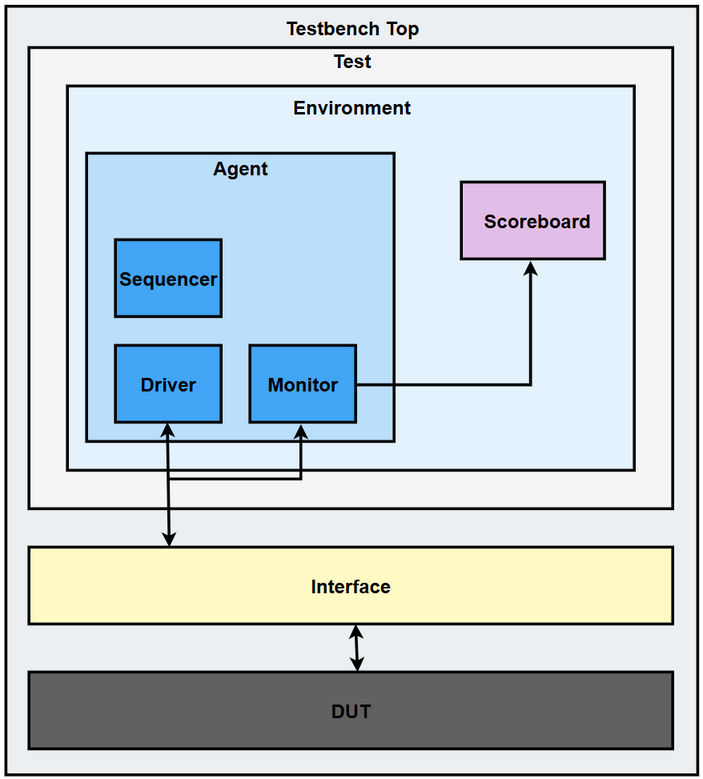 Testbench Top
Test
Environment
Agent
Scoreboard
Sequencer
Driver
Monitor
Interface
DUT